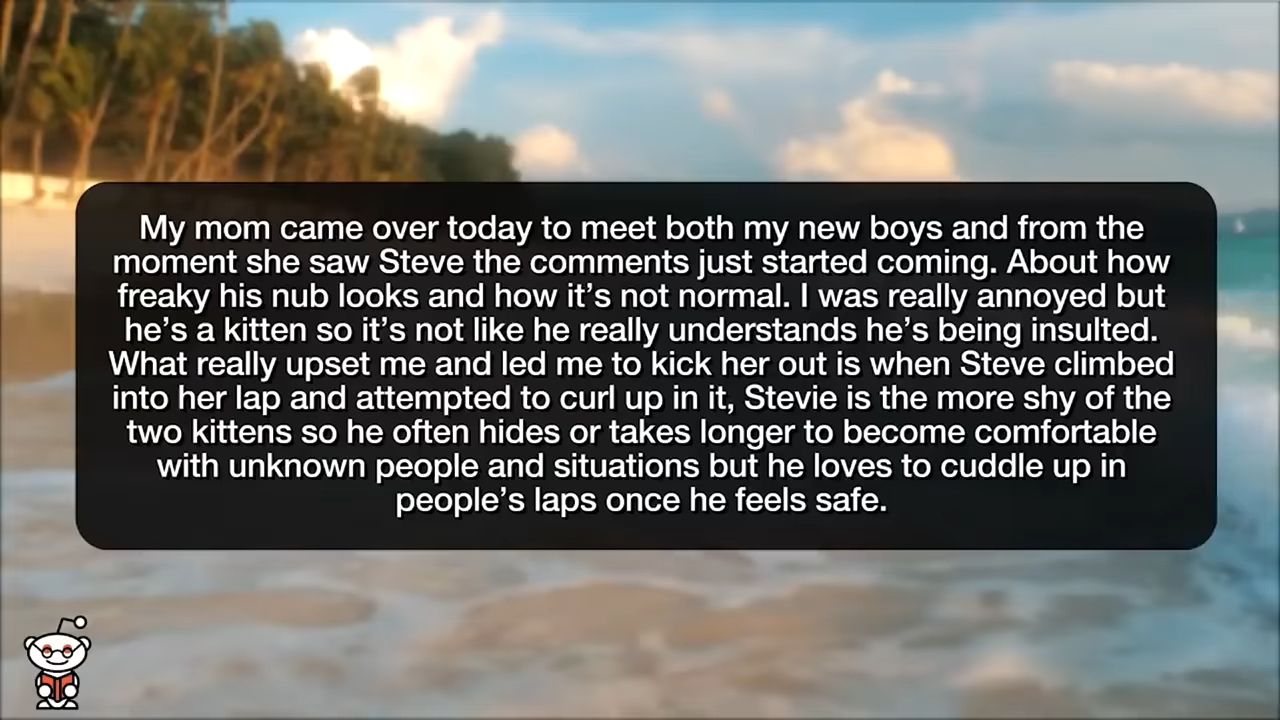 My mom came over today to meet both my new boys and from the
moment she saw Steve the comments just started coming. About how
freaky his nub looks and how it’s not normal. I was really annoyed but
he’s a kitten so it’s not like he really understands he’s being insulted.
What really upset me and led me to kick her out is when Steve climbed
into her lap and attempted to curl up in it, Stevie is the more shy of the
two kittens so he often hides or takes longer to become comfortable
with unknown people and situations but he loves to cuddle up in
people’s laps once he feels safe.